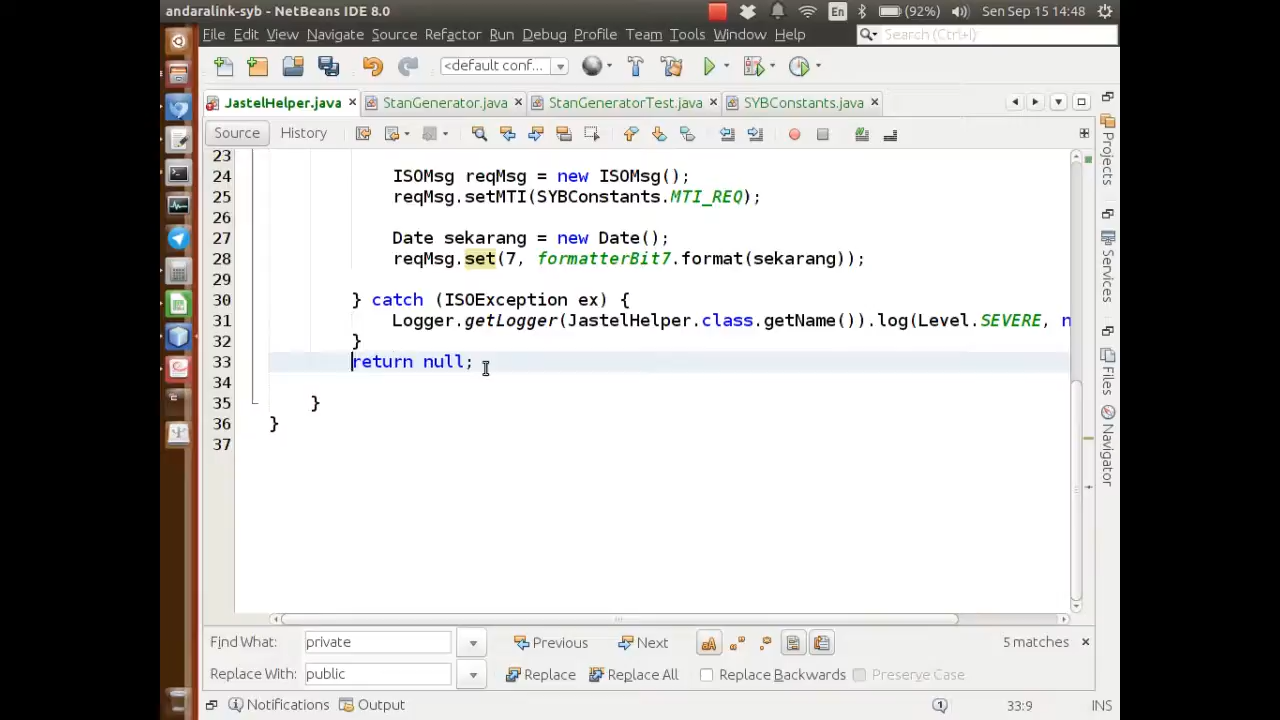 andaralink-syb - NetBeans IDE 8.0
En
(92%)
Sen Sep 15 14:48
File Edit View Navigate Source Refactor Run Debug Profile Team Tools Window Help
Search (Ctrl+I)
<default conf...
JastelHelper.java
StanGenerator.java
StanGeneratorTest.java
SYBConstants.java
Source
History
23
24 ISOMsg reqMsg = new ISOMsg();
25 reqMsg.setMTI(SYBConstants.MTI_REQ);
26
27 Date sekarang = new Date();
28 reqMsg.set(7, formatterBit7.format(sekarang));
29
30 } catch (ISOException ex) {
31 Logger.getLogger(JastelHelper.class.getName()).log(Level.SEVERE, n
32 }
33 return null;
34
35 }
36 }
37
Projects
Services
Files
Navigator
Find What: private
Previous
Next
5 matches
Replace With: public
Replace
Replace All
Replace Backwards
Preserve Case
Notifications
Output
1
33:9
INS